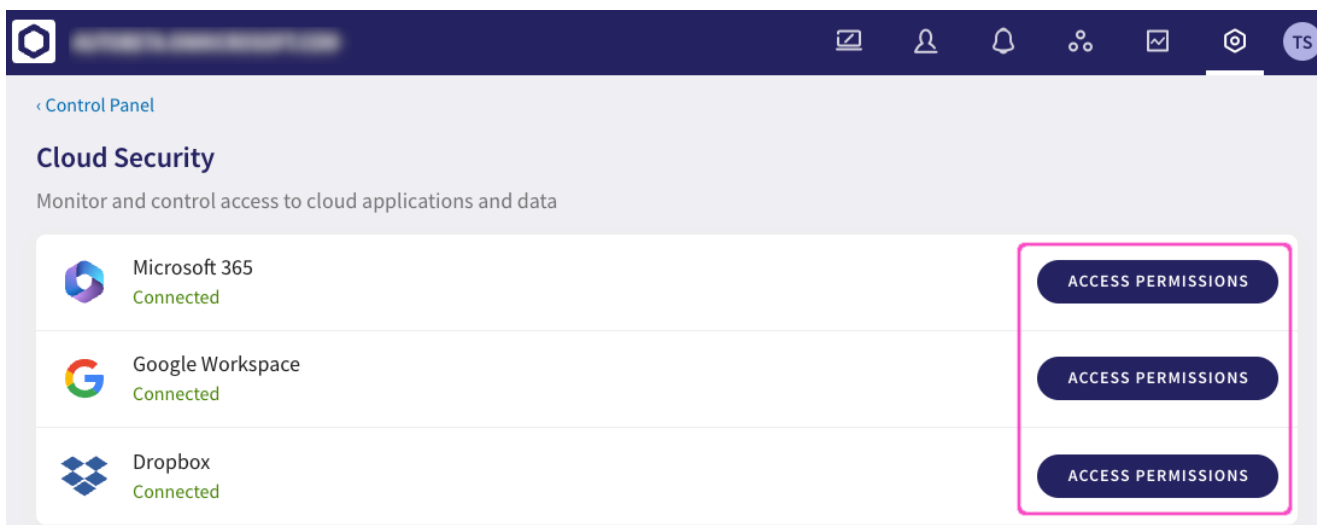 TS
‹ Control Panel
Cloud Security
Monitor and control access to cloud applications and data
Microsoft 365
Connected
ACCESS PERMISSIONS
Google Workspace
Connected
ACCESS PERMISSIONS
Dropbox
Connected
ACCESS PERMISSIONS